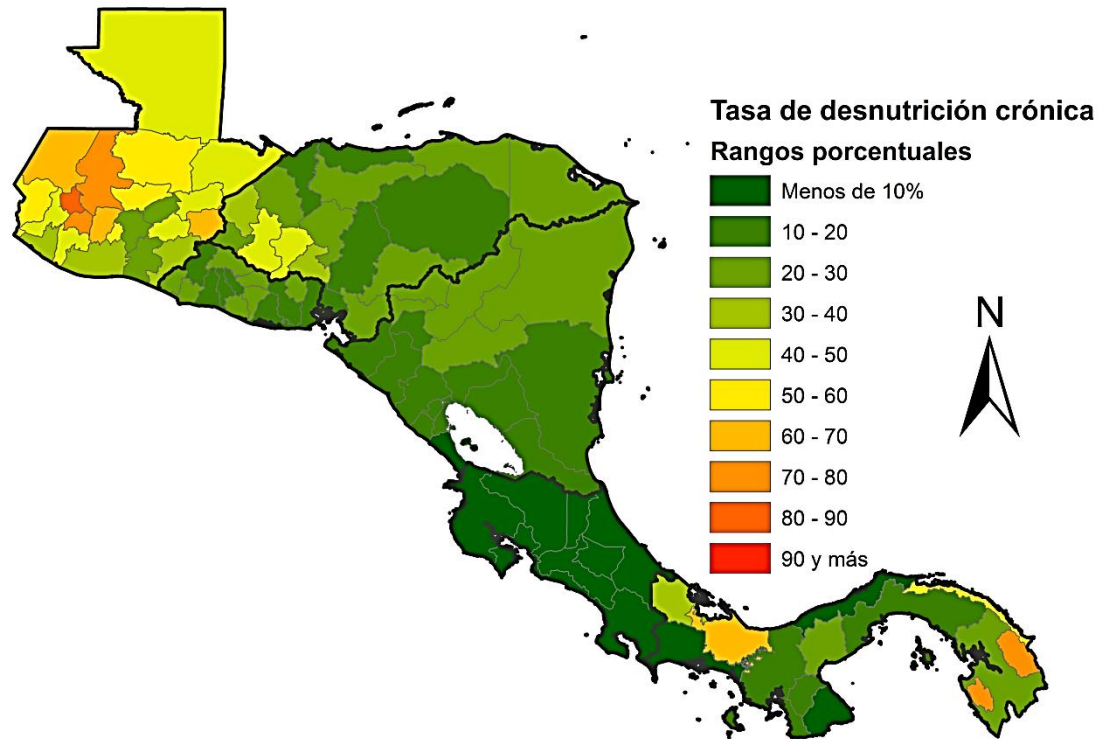 Tasa de desnutrición crónica
Rangos porcentuales
Menos de 10%
10 - 20
20 - 30
30 - 40
40 - 50
50 - 60
60 - 70
70 - 80
80 - 90
90 y más
N